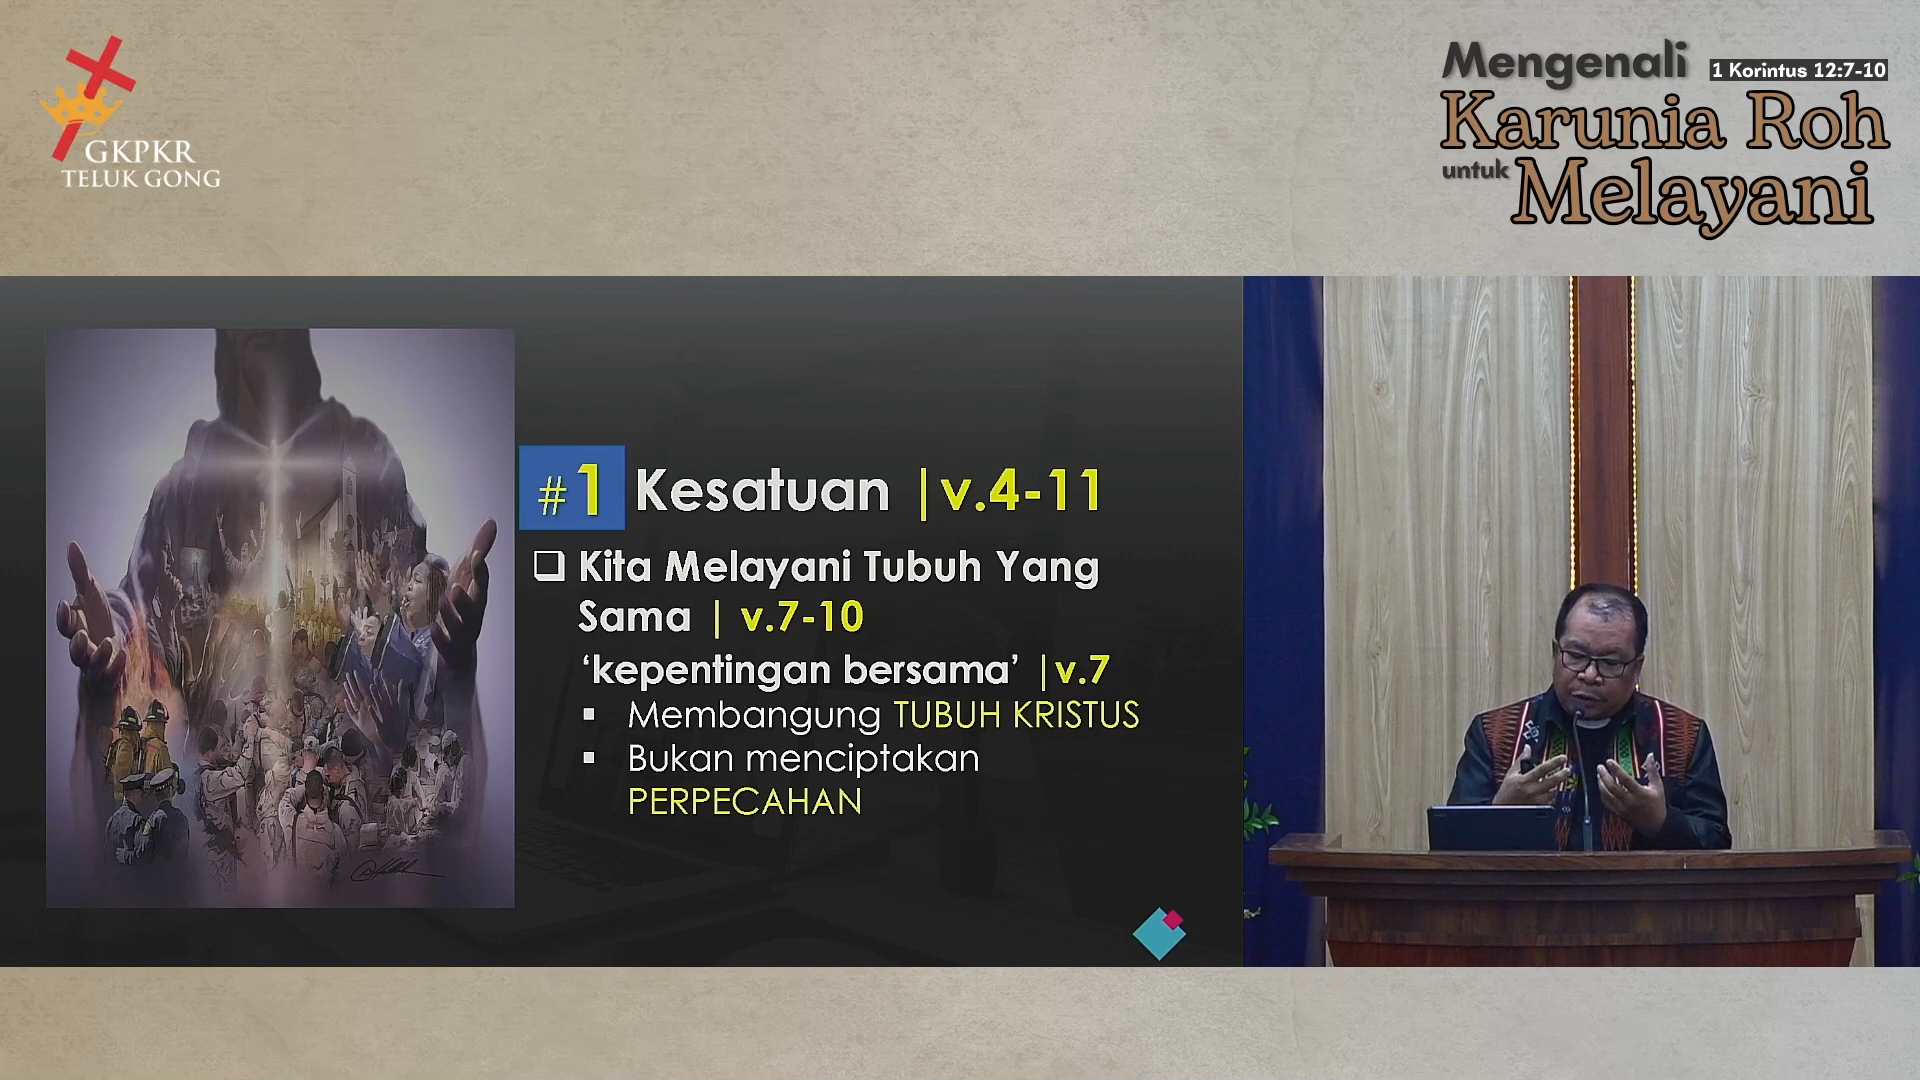 GKPKR
TELUK GONG
Mengenali 1 Korintus 12:7-10
Karunia Roh
untuk Melayani
#1 Kesatuan |v.4-11
❑ Kita Melayani Tubuh Yang
Sama | v.7-10
‘kepentingan bersama’ |v.7
▪ Membangung TUBUH KRISTUS
▪ Bukan menciptakan
PERPECAHAN